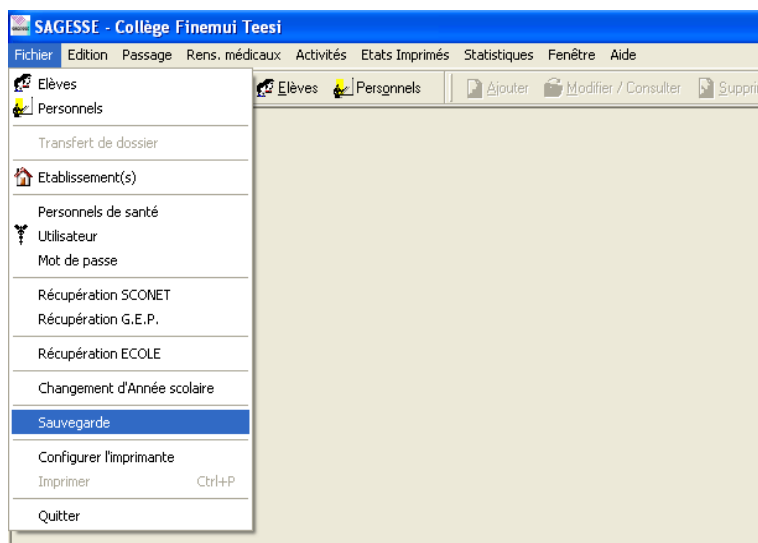 SAGESSE - Collège Finemui Teesi
Fichier Edition Passage Rens. médicaux Activités Etats Imprimés Statistiques Fenêtre Aide
Elèves Personnels Ajouter Modifier / Consulter
Elèves
Personnels
Transfert de dossier
Etablissement(s)
Personnels de santé
Utilisateur
Mot de passe
Récupération SCONET
Récupération G.E.P.
Récupération ECOLE
Changement d'Année scolaire
Sauvegarde
Configurer l'imprimante
Imprimer Ctrl+P
Quitter